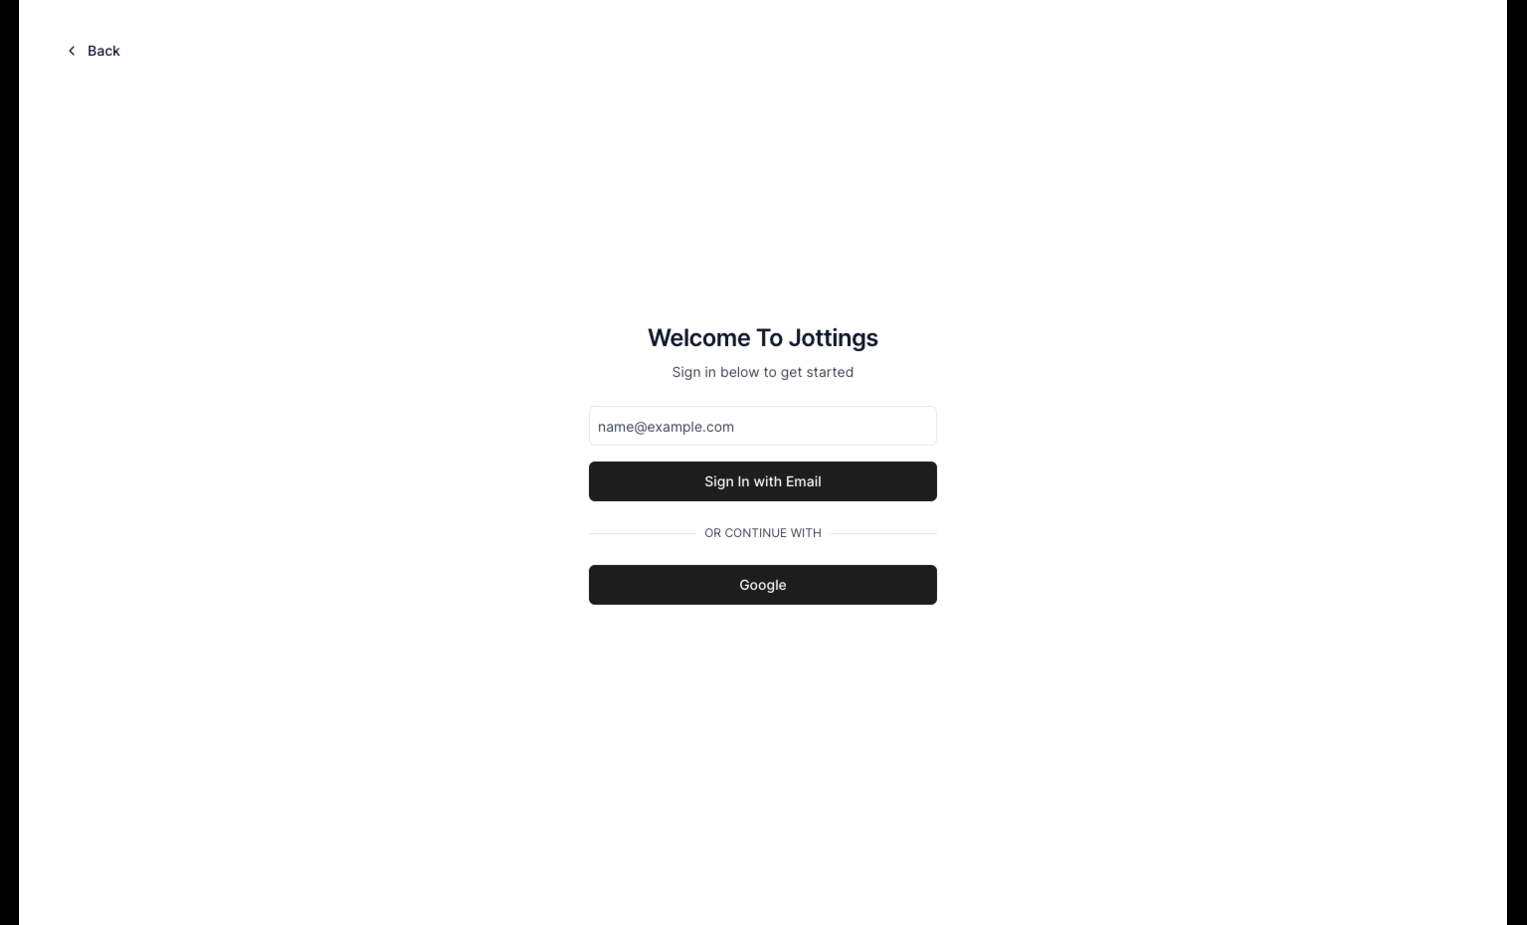 Back
Welcome To Jottings
Sign in below to get started
name@example.com
Sign In with Email
OR CONTINUE WITH
Google